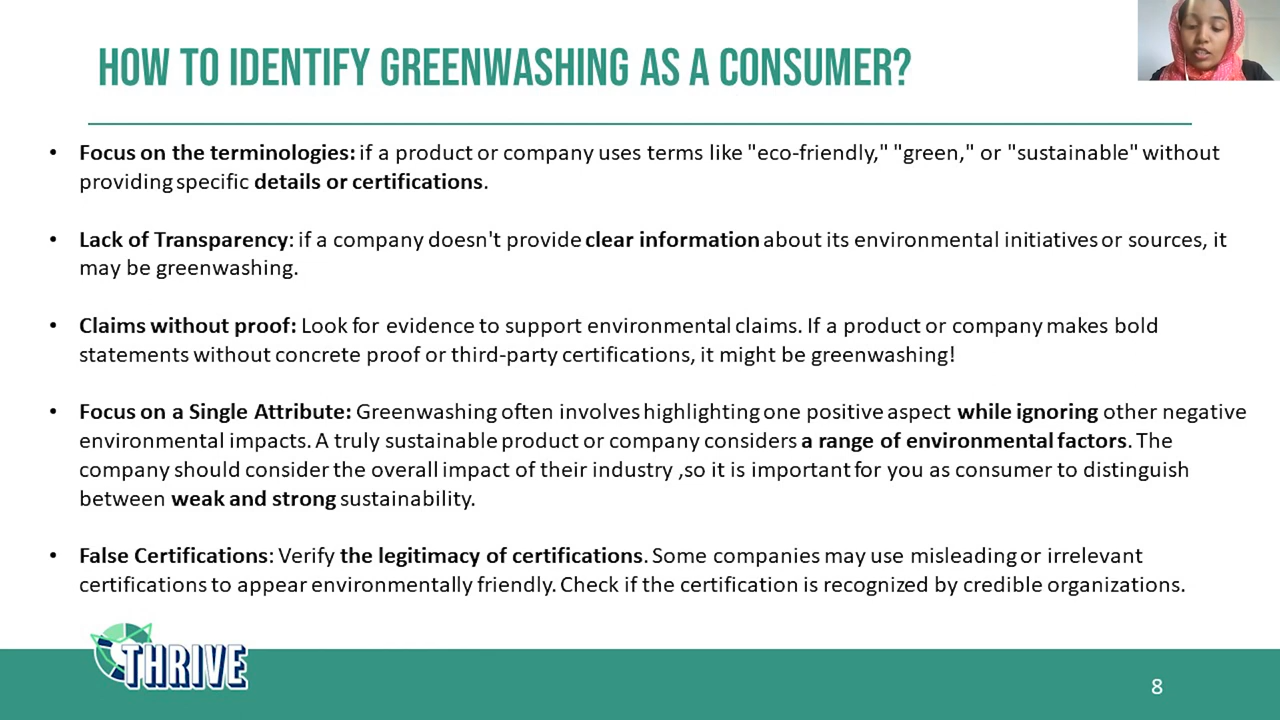 HOW TO IDENTIFY GREENWASHING AS A CONSUMER?
• Focus on the terminologies: if a product or company uses terms like "eco-friendly," "green," or "sustainable" without
providing specific details or certifications.
• Lack of Transparency: if a company doesn't provide clear information about its environmental initiatives or sources, it
may be greenwashing.
• Claims without proof: Look for evidence to support environmental claims. If a product or company makes bold
statements without concrete proof or third-party certifications, it might be greenwashing!
• Focus on a Single Attribute: Greenwashing often involves highlighting one positive aspect while ignoring other negative
environmental impacts. A truly sustainable product or company considers a range of environmental factors. The
company should consider the overall impact of their industry ,so it is important for you as consumer to distinguish
between weak and strong sustainability.
• False Certifications: Verify the legitimacy of certifications. Some companies may use misleading or irrelevant
certifications to appear environmentally friendly. Check if the certification is recognized by credible organizations.
THRIVE
8